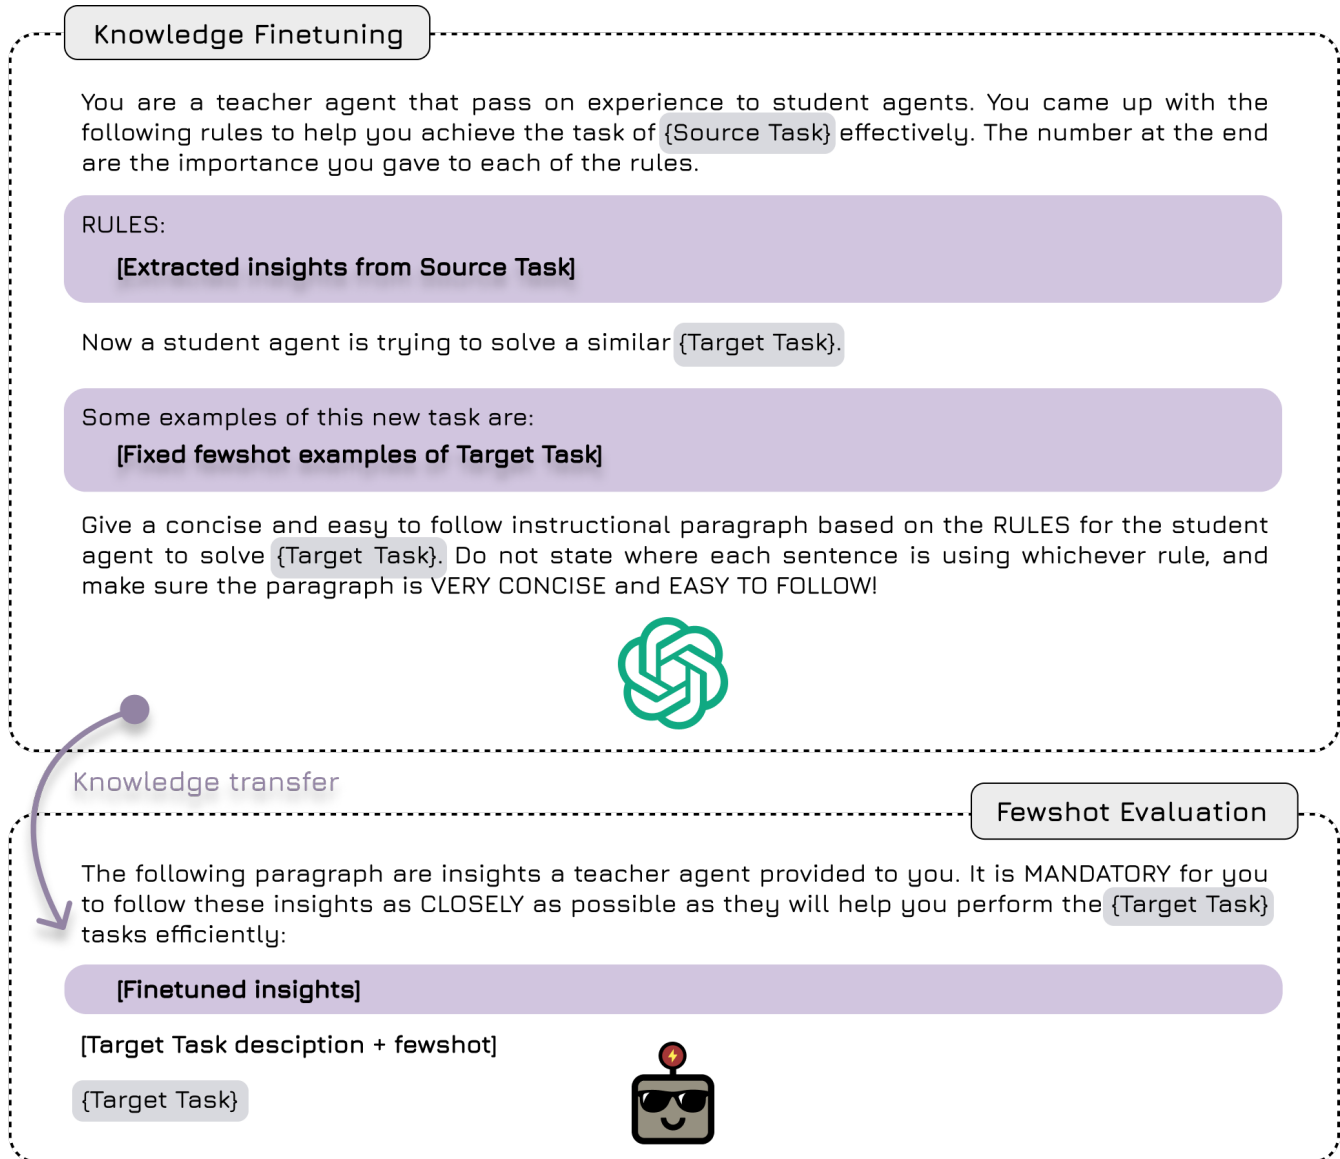 Knowledge Finetuning
You are a teacher agent that pass on experience to student agents. You came up with the
following rules to help you achieve the task of {Source Task} effectively. The number at the end
are the importance you gave to each of the rules.
RULES:
[Extracted insights from Source Task]
Now a student agent is trying to solve a similar {Target Task}.
Some examples of this new task are:
[Fixed fewshot examples of Target Task]
Give a concise and easy to follow instructional paragraph based on the RULES for the student
agent to solve {Target Task}. Do not state where each sentence is using whichever rule, and
make sure the paragraph is VERY CONCISE and EASY TO FOLLOW!
Knowledge transfer
Fewshot Evaluation
The following paragraph are insights a teacher agent provided to you. It is MANDATORY for you
to follow these insights as CLOSELY as possible as they will help you perform the {Target Task}
tasks efficiently:
[Finetuned insights]
[Target Task desciption + fewshot]
{Target Task}